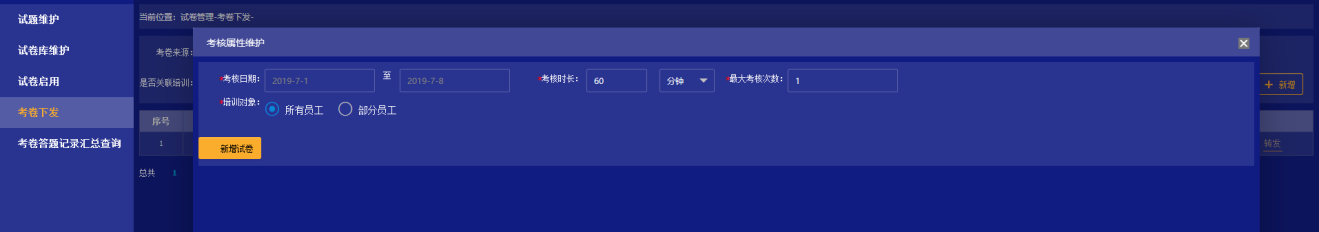 试题维护
试卷库维护
试卷启用
考卷下发
考卷答题记录汇总查询
当前位置：试卷管理-考卷下发-
考卷来源：
是否关联培训：
+ 新增
序号
1
转发
总共 1
考核属性维护
*考核日期： 2019-7-1 至 2019-7-8 *考核时长： 60 分钟 *最大考核次数： 1
*培训对象： 所有员工 部分员工
新增试卷